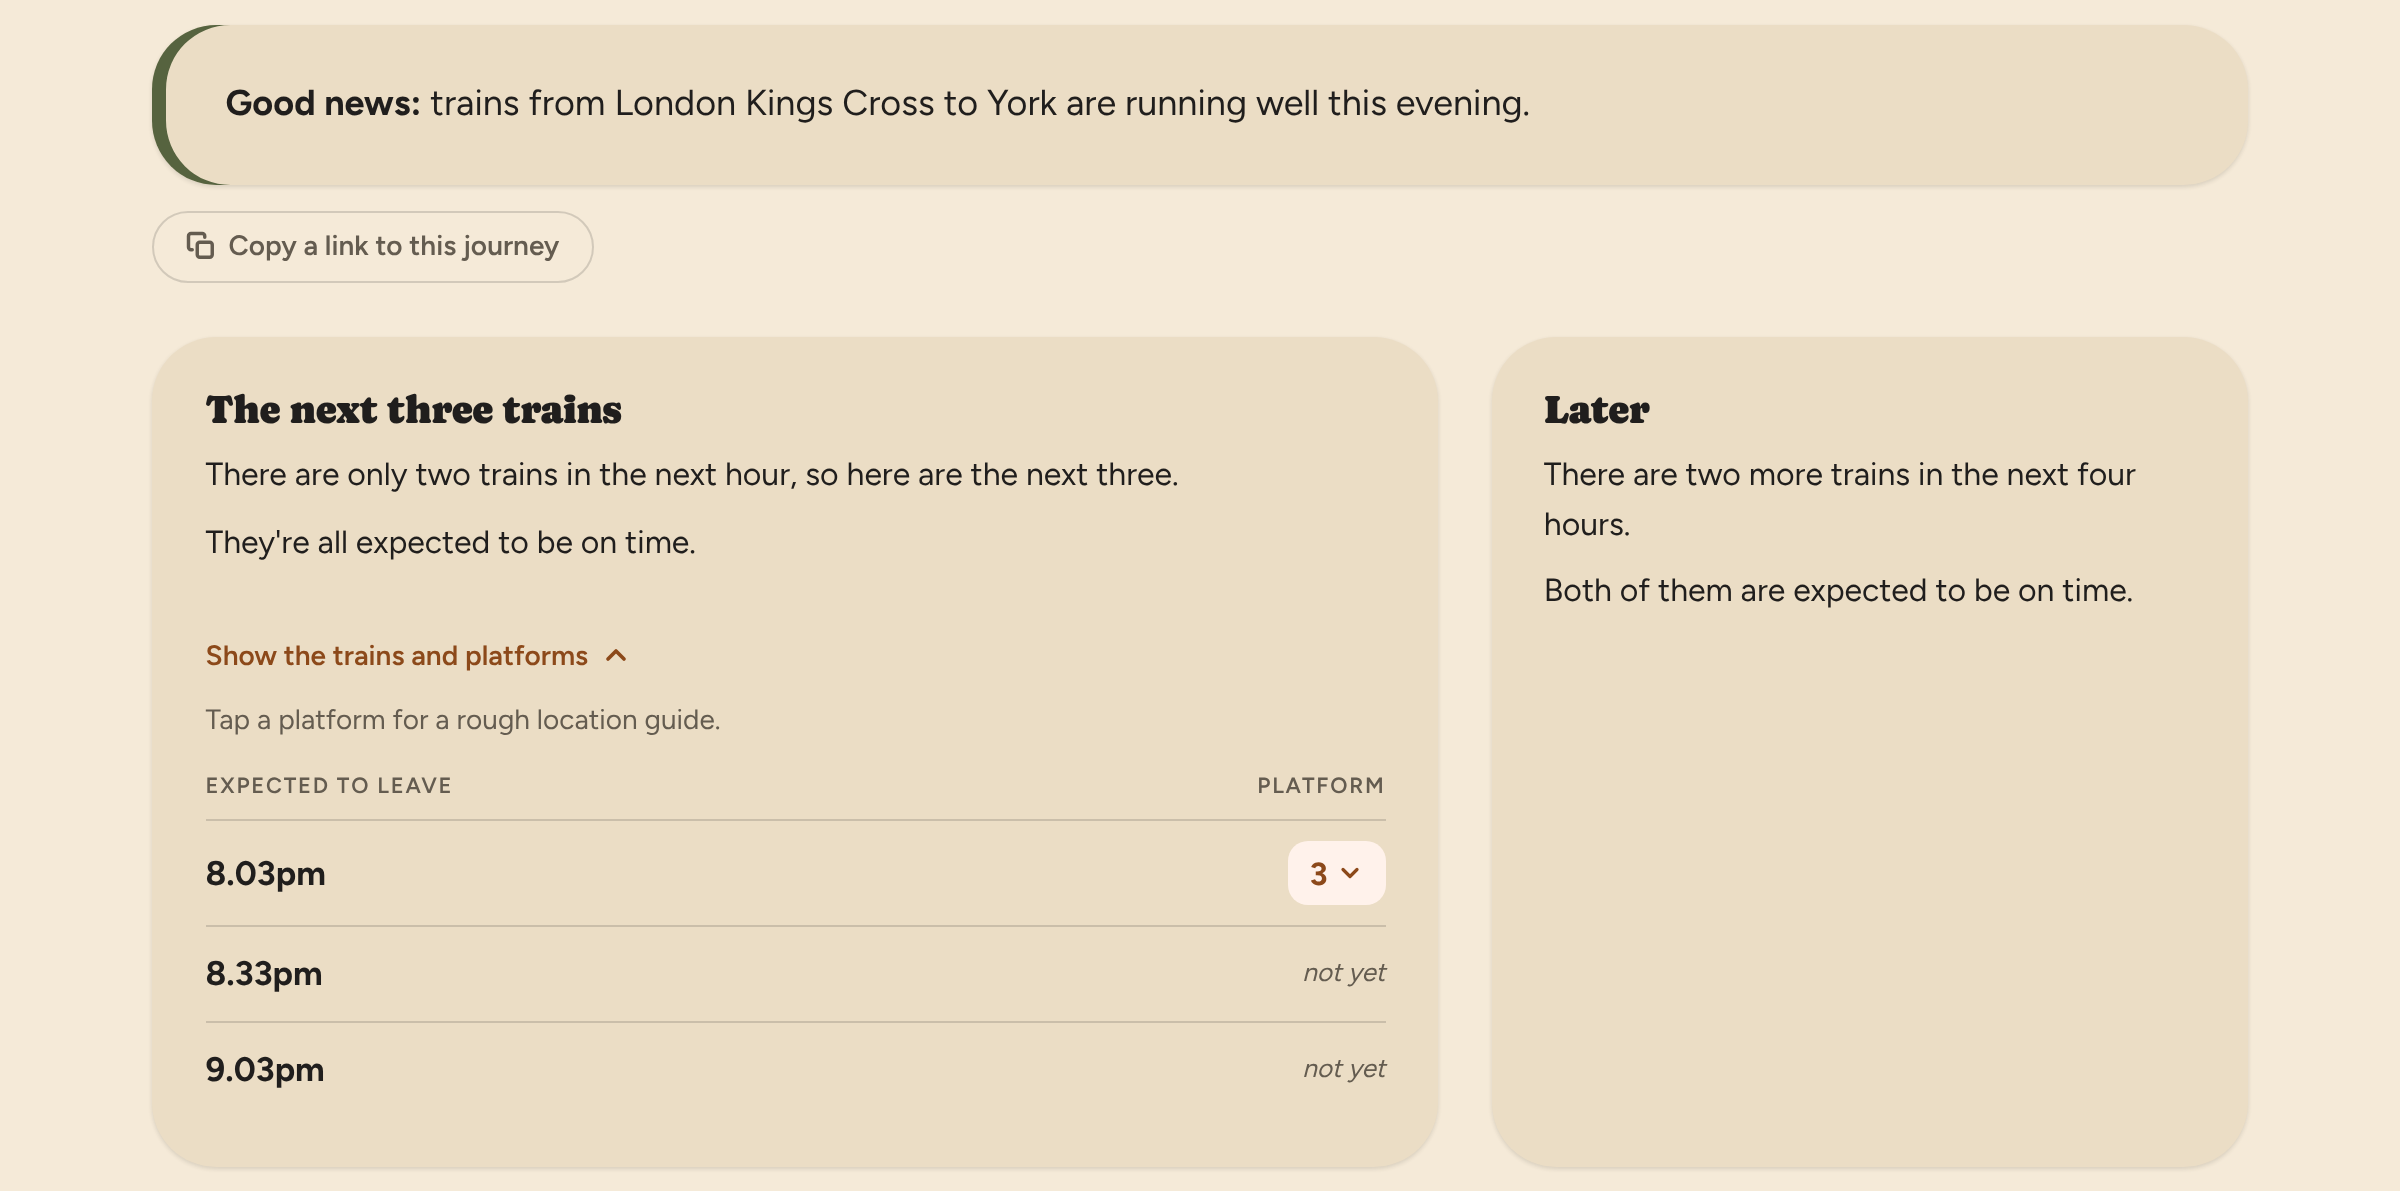 Good news: trains from London Kings Cross to York are running well this evening.
Copy a link to this journey
The next three trains
There are only two trains in the next hour, so here are the next three.
They're all expected to be on time.
Show the trains and platforms
Tap a platform for a rough location guide.
EXPECTED TO LEAVE PLATFORM
8.03pm 3
8.33pm not yet
9.03pm not yet
Later
There are two more trains in the next four
hours.
Both of them are expected to be on time.